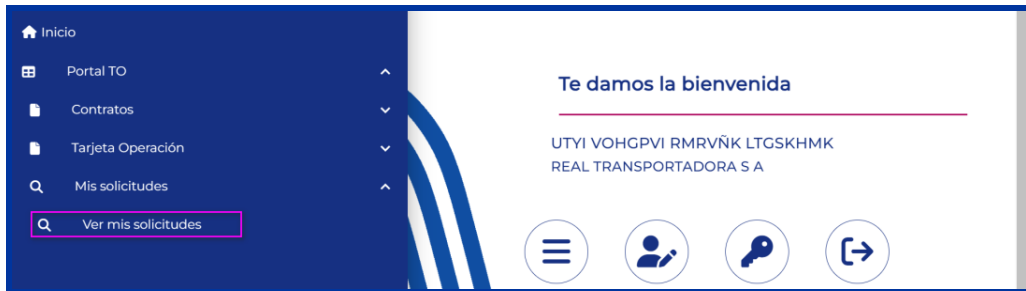 Inicio
Portal TO
Contratos
Tarjeta Operación
Mis solicitudes
Ver mis solicitudes
Te damos la bienvenida
UTYI VOHGPVI RMRVÑK LTGSKHMK
REAL TRANSPORTADORA S A